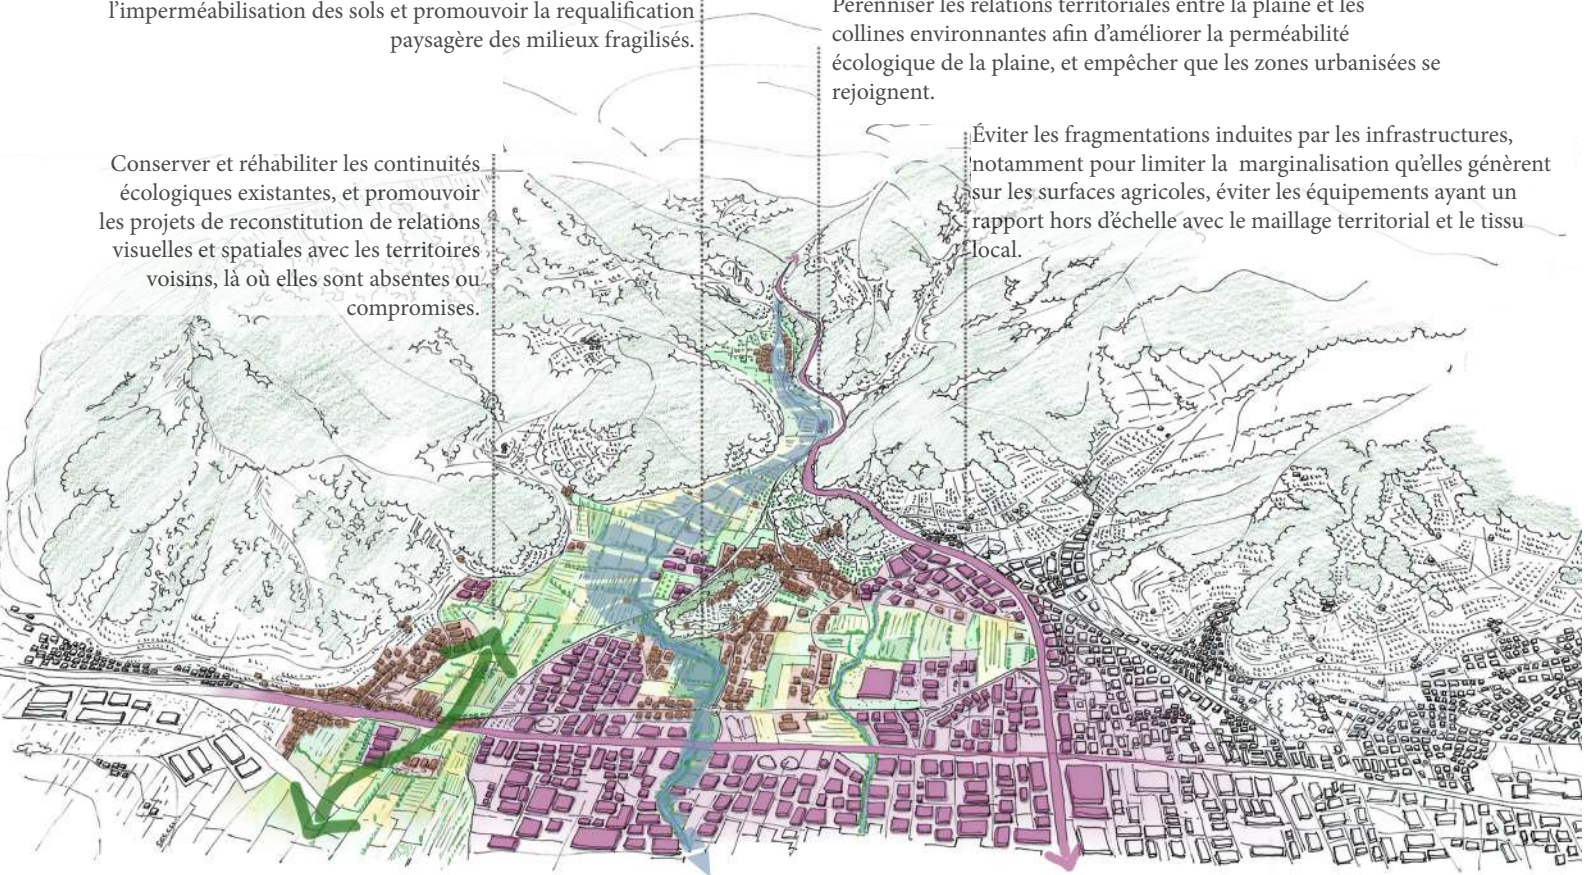 l'imperméabilisation des sols et promouvoir la requalification
paysagère des milieux fragilisés.
Pérenniser les relations territoriales entre la plaine et les
collines environnantes afin d'améliorer la perméabilité
écologique de la plaine, et empêcher que les zones urbanisées se
rejoignent.
Conserver et réhabiliter les continuités
écologiques existantes, et promouvoir
les projets de reconstitution de relations
visuelles et spatiales avec les territoires
voisins, là où elles sont absentes ou
compromises.
Éviter les fragmentations induites par les infrastructures,
notamment pour limiter la  marginalisation qu'elles génèrent
sur les surfaces agricoles, éviter les équipements ayant un
rapport hors d'échelle avec le maillage territorial et le tissu
local.